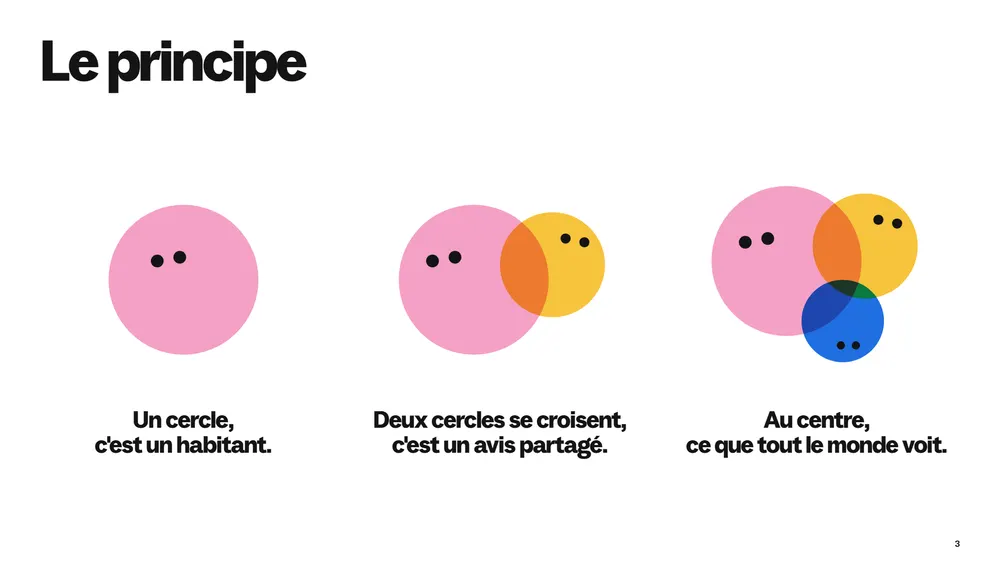 Le principe
Un cercle,
c'est un habitant.
Deux cercles se croisent,
c'est un avis partagé.
Au centre,
ce que tout le monde voit.
3